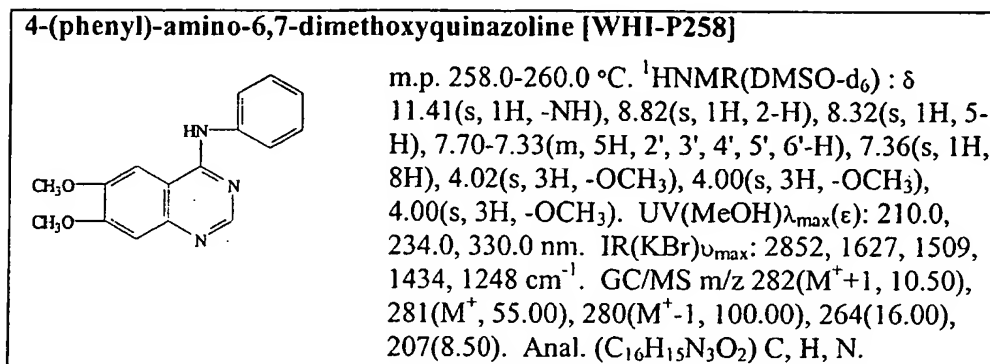 4-(phenyl)-amino-6,7-dimethoxyquinazoline [WHI-P258]
m.p. 258.0-260.0 °C. ¹HNMR(DMSO-d₆) : δ
11.41(s, 1H, -NH), 8.82(s, 1H, 2-H), 8.32(s, 1H, 5-
H), 7.70-7.33(m, 5H, 2', 3', 4', 5', 6'-H), 7.36(s, 1H,
8H), 4.02(s, 3H, -OCH₃), 4.00(s, 3H, -OCH₃),
4.00(s, 3H, -OCH₃). UV(MeOH)λmax(ε): 210.0,
234.0, 330.0 nm. IR(KBr)υmax: 2852, 1627, 1509,
1434, 1248 cm⁻¹. GC/MS m/z 282(M⁺+1, 10.50),
281(M⁺, 55.00), 280(M⁺-1, 100.00), 264(16.00),
207(8.50). Anal. (C₁₆H₁₅N₃O₂) C, H, N.
HN
CH₃O
N
CH₃O
N